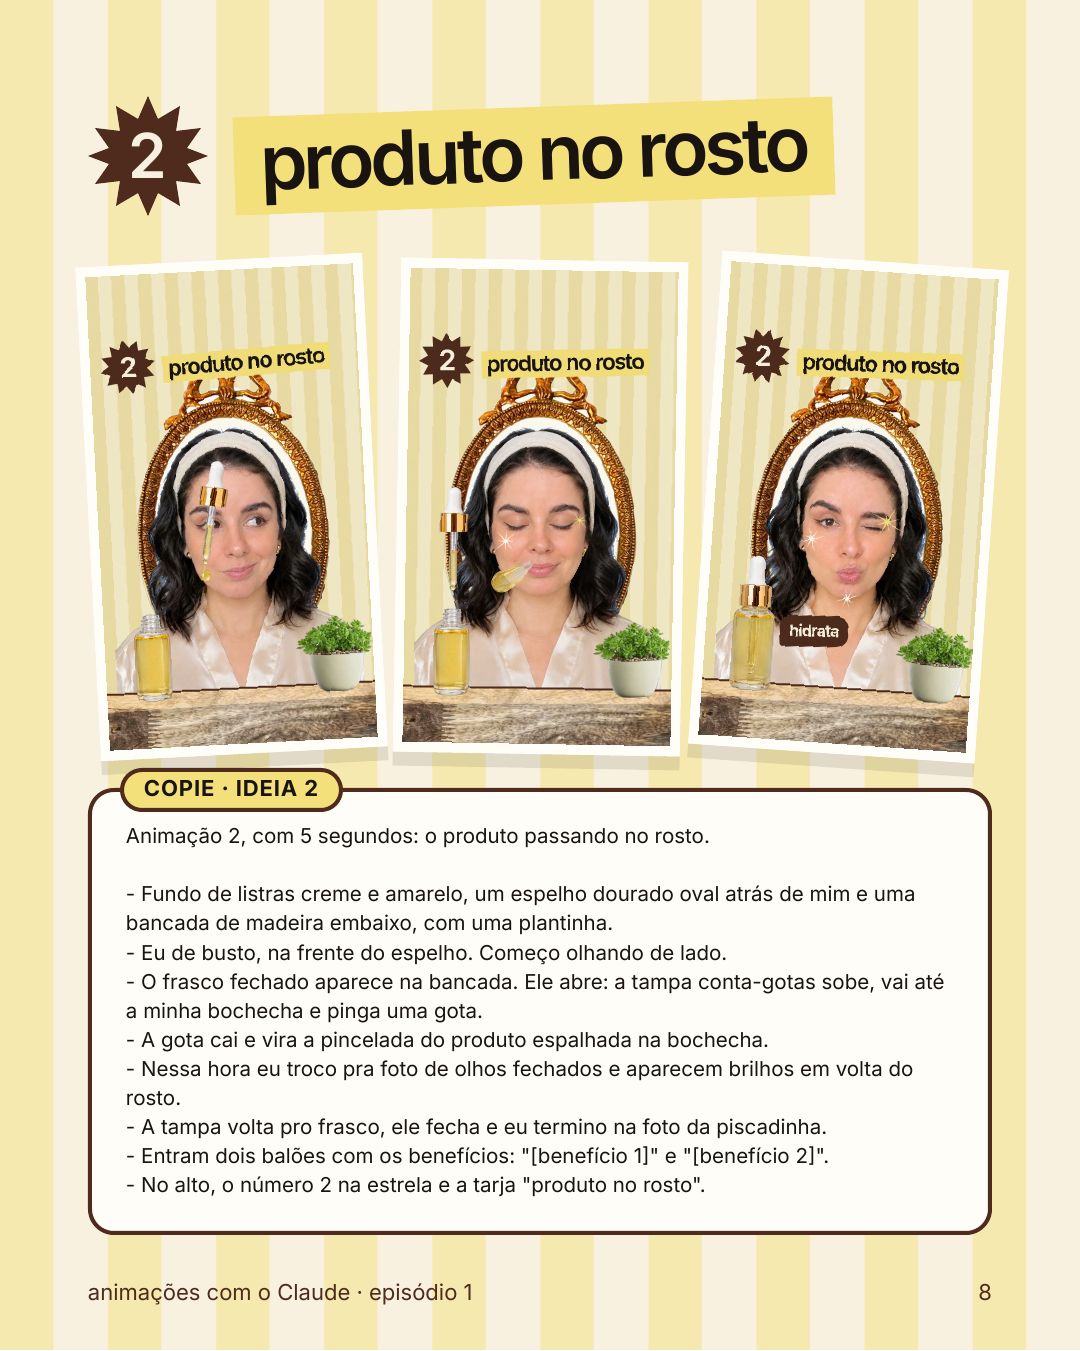 2
produto no rosto
2
produto no rosto
2
produto no rosto
2
produto no rosto
hidrata
COPIE · IDEIA 2
Animação 2, com 5 segundos: o produto passando no rosto.
- Fundo de listras creme e amarelo, um espelho dourado oval atrás de mim e uma
bancada de madeira embaixo, com uma plantinha.
- Eu de busto, na frente do espelho. Começo olhando de lado.
- O frasco fechado aparece na bancada. Ele abre: a tampa conta-gotas sobe, vai até
a minha bochecha e pinga uma gota.
- A gota cai e vira a pincelada do produto espalhada na bochecha.
- Nessa hora eu troco pra foto de olhos fechados e aparecem brilhos em volta do
rosto.
- A tampa volta pro frasco, ele fecha e eu termino na foto da piscadinha.
- Entram dois balões com os benefícios: "[benefício 1]" e "[benefício 2]".
- No alto, o número 2 na estrela e a tarja "produto no rosto".
animações com o Claude · episódio 1
8